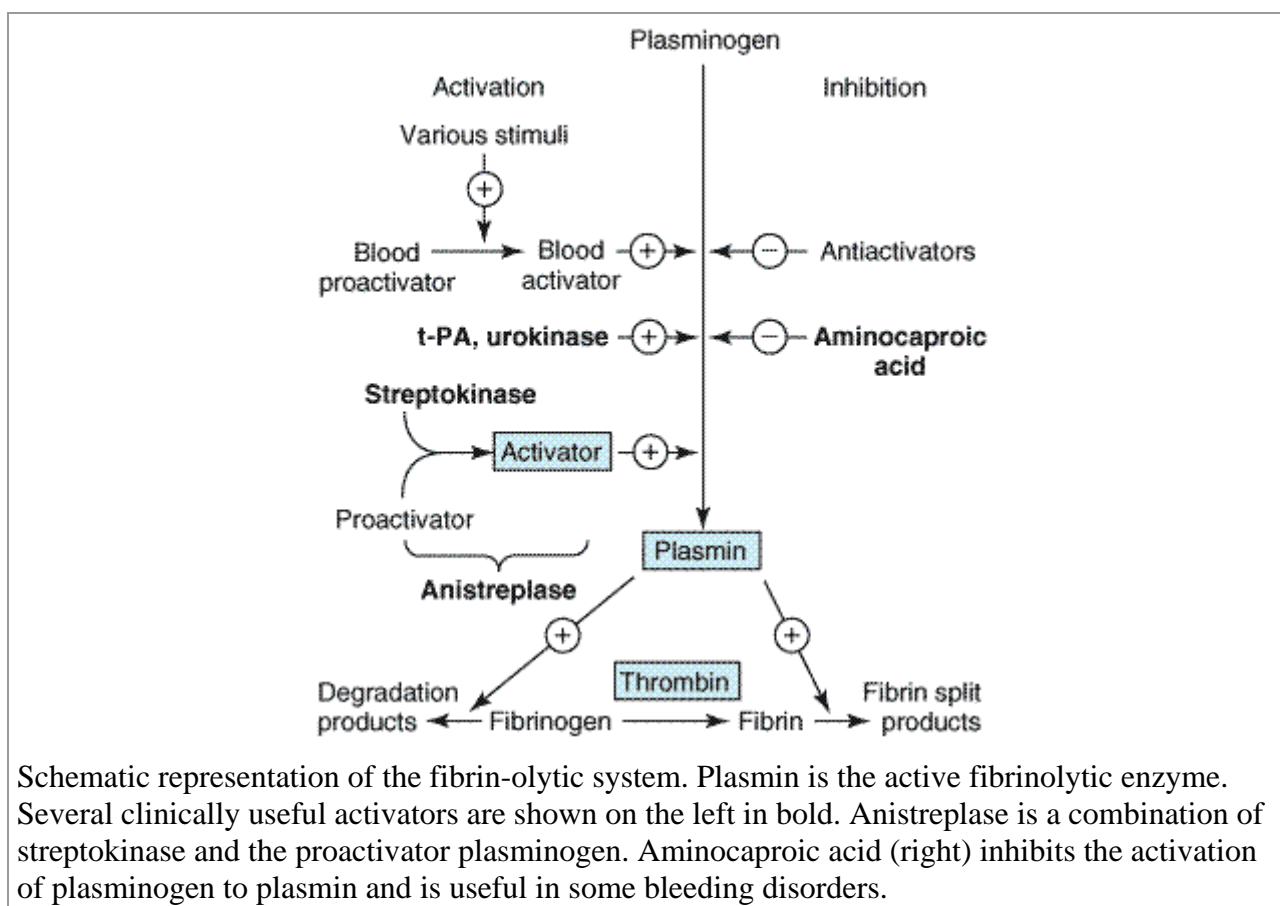 Plasminogen
Activation
Inhibition
Various stimuli
+
Blood
proactivator
Blood
activator
+
−
Antiactivators
t-PA, urokinase
+
−
Aminocaproic
acid
Streptokinase
Activator
+
Proactivator
Plasmin
Anistreplase
+
+
Thrombin
Degradation
products
Fibrinogen
Fibrin
Fibrin split
products
Schematic representation of the fibrin-olytic system. Plasmin is the active fibrinolytic enzyme.
Several clinically useful activators are shown on the left in bold. Anistreplase is a combination of
streptokinase and the proactivator plasminogen. Aminocaproic acid (right) inhibits the activation
of plasminogen to plasmin and is useful in some bleeding disorders.